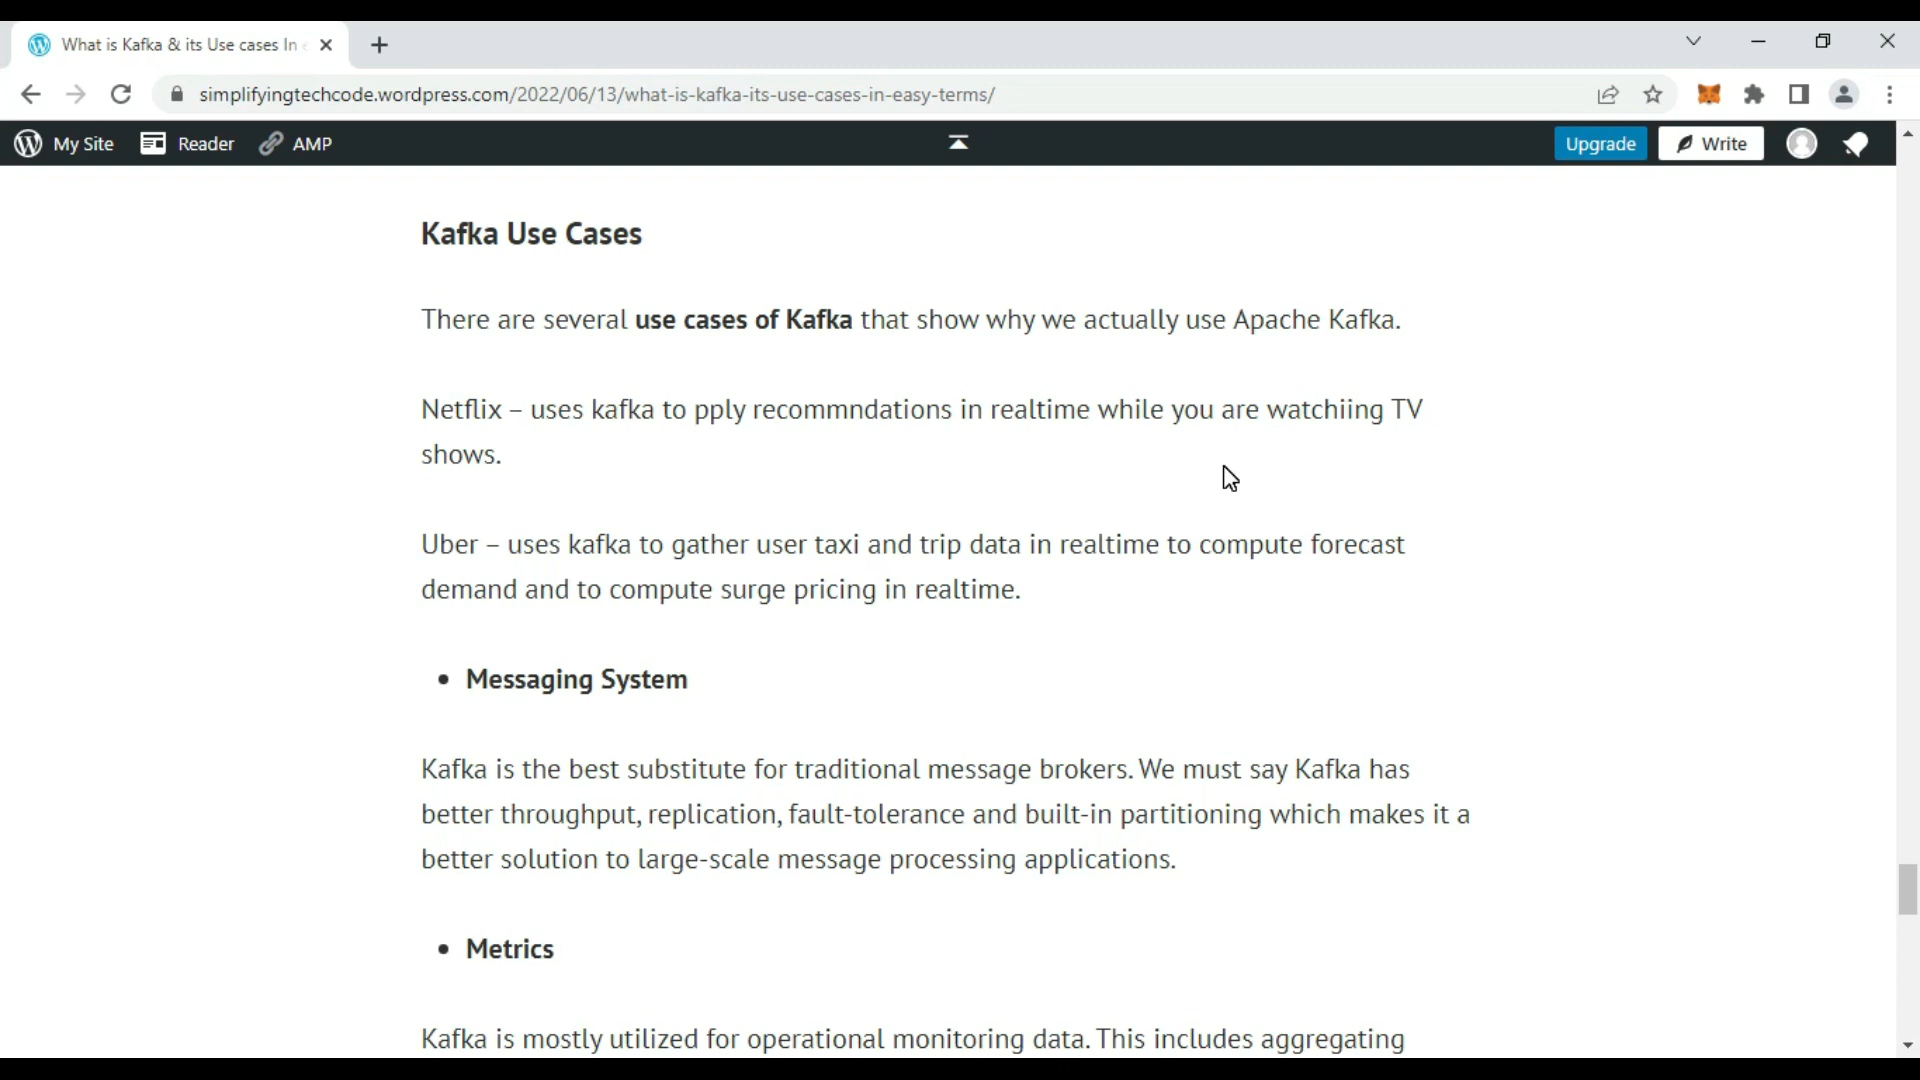 What is Kafka & its Use cases In
simplifyingtechcode.wordpress.com/2022/06/13/what-is-kafka-its-use-cases-in-easy-terms/
My Site Reader AMP Upgrade Write
Kafka Use Cases
There are several use cases of Kafka that show why we actually use Apache Kafka.
Netflix – uses kafka to pply recommndations in realtime while you are watchiing TV
shows.
Uber – uses kafka to gather user taxi and trip data in realtime to compute forecast
demand and to compute surge pricing in realtime.
• Messaging System
Kafka is the best substitute for traditional message brokers. We must say Kafka has
better throughput, replication, fault-tolerance and built-in partitioning which makes it a
better solution to large-scale message processing applications.
• Metrics
Kafka is mostly utilized for operational monitoring data. This includes aggregating